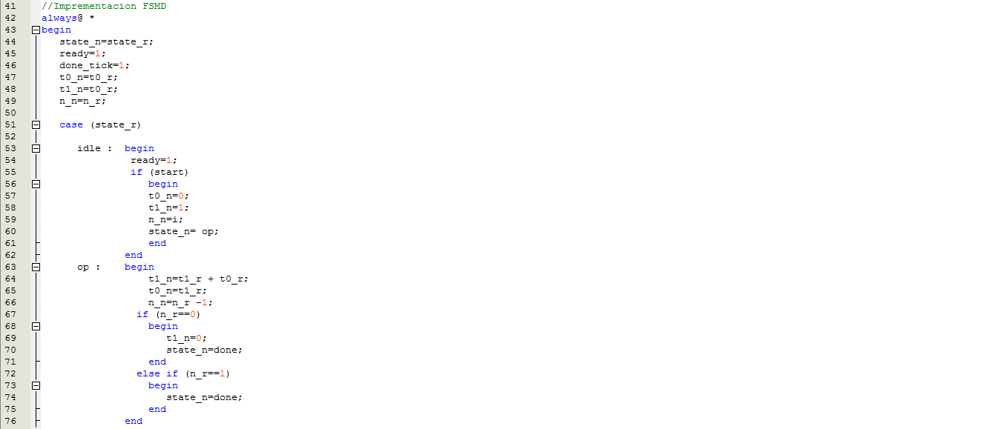 41 //Imprementacion FSMD
42 always@ *
43 begin
44 state_n=state_r;
45 ready=1;
46 done_tick=1;
47 t0_n=t0_r;
48 t1_n=t0_r;
49 n_n=n_r;
50
51 case (state_r)
52
53 idle : begin
54 ready=1;
55 if (start)
56 begin
57 t0_n=0;
58 t1_n=1;
59 n_n=i;
60 state_n= op;
61 end
62 end
63 op : begin
64 t1_n=t1_r + t0_r;
65 t0_n=t1_r;
66 n_n=n_r -1;
67 if (n_r==0)
68 begin
69 t1_n=0;
70 state_n=done;
71 end
72 else if (n_r==1)
73 begin
74 state_n=done;
75 end
76 end